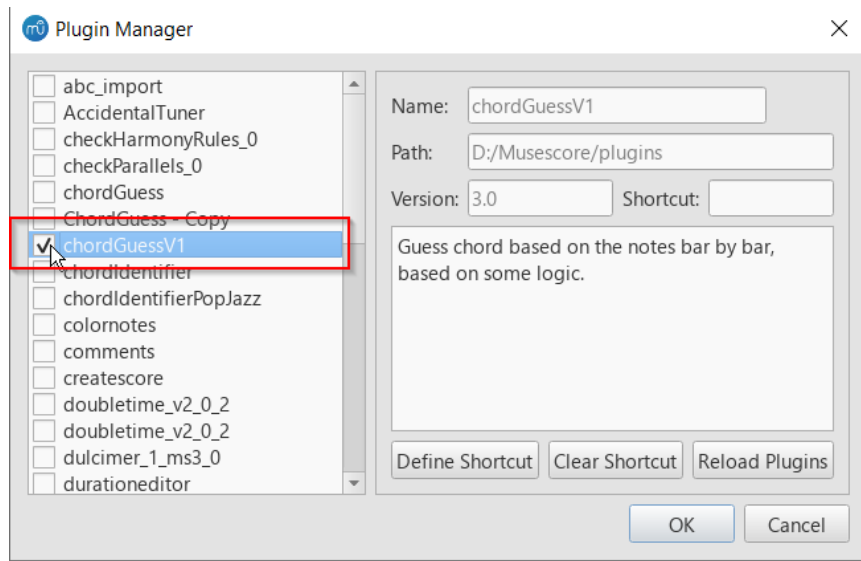 Plugin Manager
abc_import
AccidentalTuner
checkHarmonyRules_0
checkParallels_0
chordGuess
ChordGuess - Copy
chordGuessV1
chordIdentifier
chordIdentifierPopJazz
colornotes
comments
createscore
doubletime_v2_0_2
doubletime_v2_0_2
dulcimer_1_ms3_0
durationeditor
Name: chordGuessV1
Path: D:/Musescore/plugins
Version: 3.0 Shortcut:
Guess chord based on the notes bar by bar,
based on some logic.
Define Shortcut Clear Shortcut Reload Plugins
OK Cancel